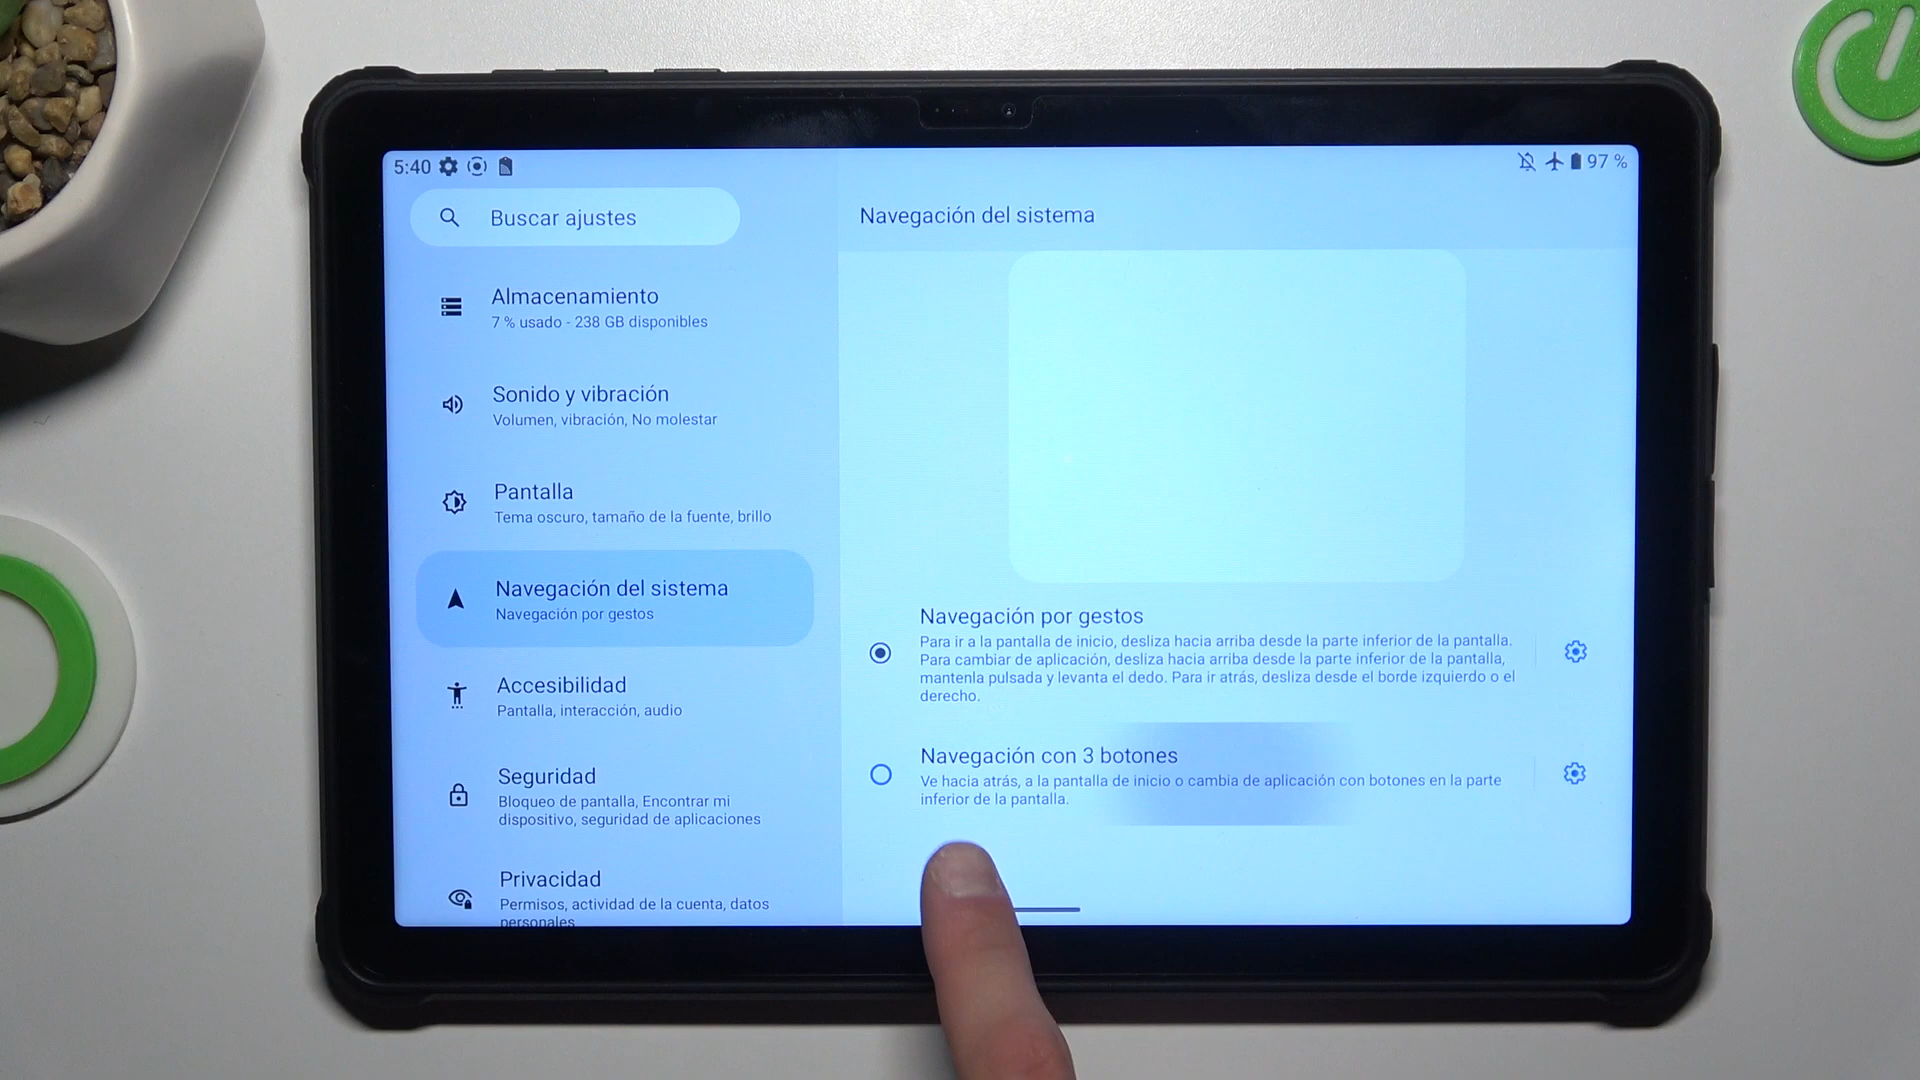 5:40
97 %
Buscar ajustes
Almacenamiento
7 % usado - 238 GB disponibles
Sonido y vibración
Volumen, vibración, No molestar
Pantalla
Tema oscuro, tamaño de la fuente, brillo
Navegación del sistema
Navegación por gestos
Accesibilidad
Pantalla, interacción, audio
Seguridad
Bloqueo de pantalla, Encontrar mi
dispositivo, seguridad de aplicaciones
Privacidad
Permisos, actividad de la cuenta, datos
personales
Navegación del sistema
Navegación por gestos
Para ir a la pantalla de inicio, desliza hacia arriba desde la parte inferior de la pantalla.
Para cambiar de aplicación, desliza hacia arriba desde la parte inferior de la pantalla,
mantenla pulsada y levanta el dedo. Para ir atrás, desliza desde el borde izquierdo o el
derecho.
Navegación con 3 botones
Ve hacia atrás, a la pantalla de inicio o cambia de aplicación con botones en la parte
inferior de la pantalla.